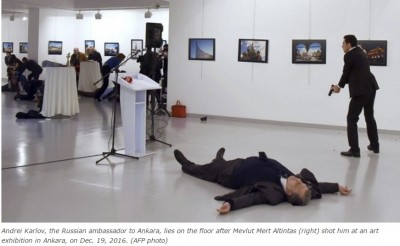 Andrei Karlov, the Russian ambassador to Ankara, lies on the floor after Mevlut Mert Altintas (right) shot him at an art
exhibition in Ankara, on Dec. 19, 2016. (AFP photo)